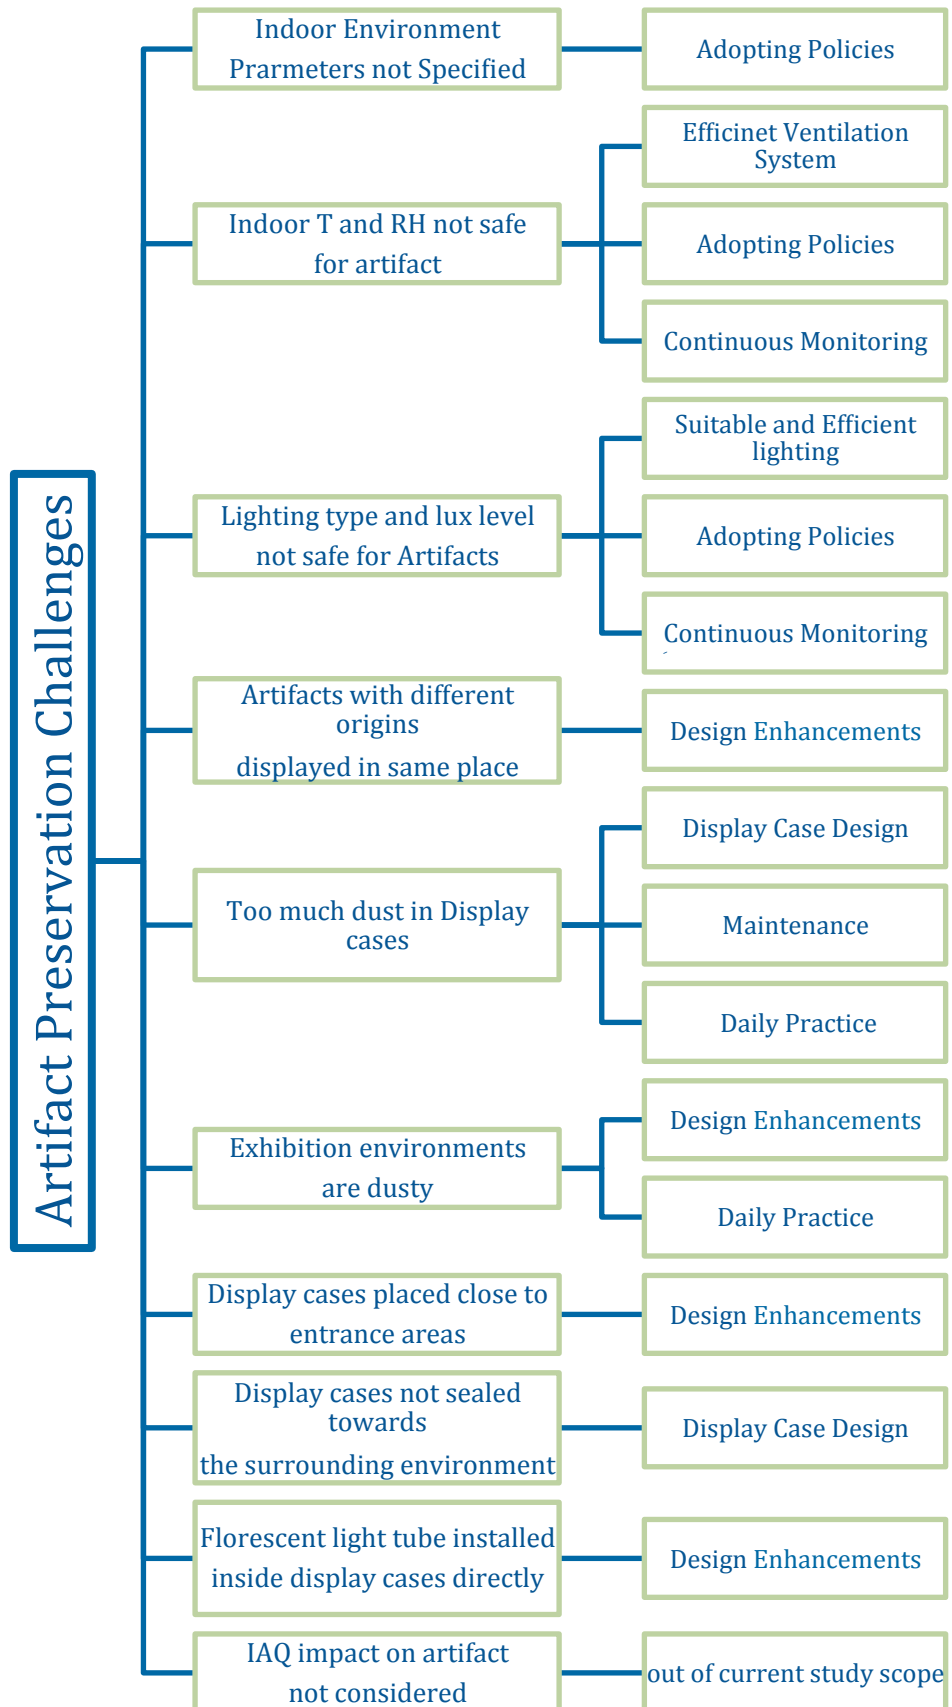 Artifact Preservation Challenges
Indoor Environment
Prarmeters not Specified
Adopting Policies
Indoor T and RH not safe
for artifact
Efficinet Ventilation
System
Adopting Policies
Continuous Monitoring
Lighting type and lux level
not safe for Artifacts
Suitable and Efficient
lighting
Adopting Policies
Continuous Monitoring
Artifacts with different
origins
displayed in same place
Design Enhancements
Too much dust in Display
cases
Display Case Design
Maintenance
Daily Practice
Exhibition environments
are dusty
Design Enhancements
Daily Practice
Display cases placed close to
entrance areas
Design Enhancements
Display cases not sealed
towards
the surrounding environment
Display Case Design
Florescent light tube installed
inside display cases directly
Design Enhancements
IAQ impact on artifact
not considered
out of current study scope